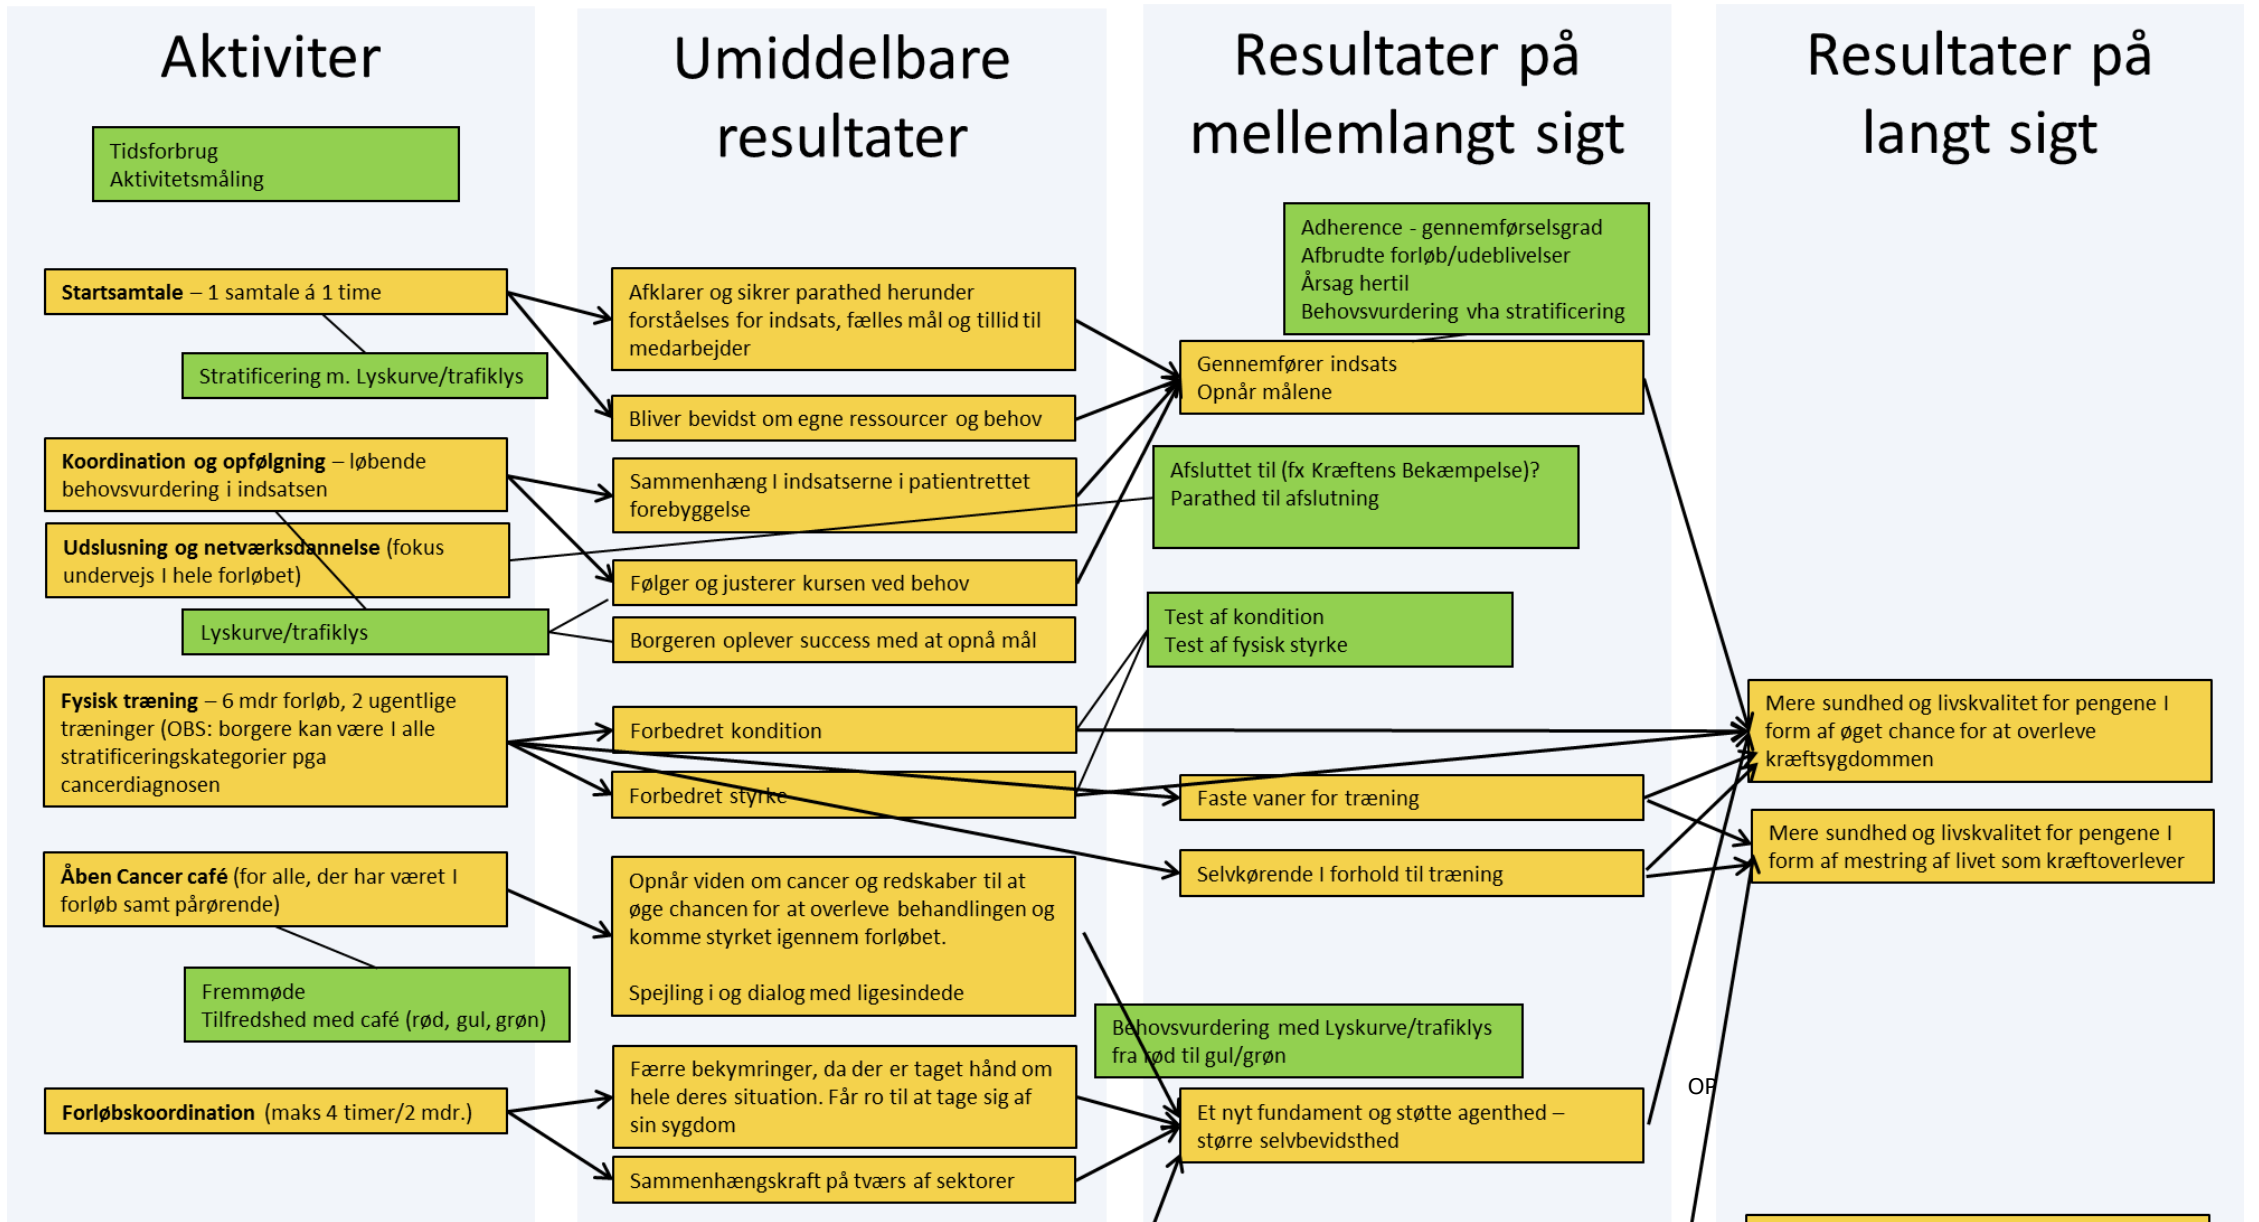 Aktiviter
Tidsforbrug
Aktivitetsmåling
Startsamtale – 1 samtale á 1 time
Stratificering m. Lyskurve/trafiklys
Koordination og opfølgning – løbende
behovsvurdering i indsatsen
Udslusning og netværksdannelse (fokus
undervejs I hele forløbet)
Lyskurve/trafiklys
Fysisk træning – 6 mdr forløb, 2 ugentlige
træninger (OBS: borgere kan være I alle
stratificeringskategorier pga
cancerdiagnosen
Åben Cancer café (for alle, der har været I
forløb samt pårørende)
Fremmøde
Tilfredshed med café (rød, gul, grøn)
Forløbskoordination (maks 4 timer/2 mdr.)
Umiddelbare
resultater
Afklarer og sikrer parathed herunder
forståelses for indsats, fælles mål og tillid til
medarbejder
Bliver bevidst om egne ressourcer og behov
Sammenhæng I indsatserne i patientrettet
forebyggelse
Følger og justerer kursen ved behov
Borgeren oplever success med at opnå mål
Forbedret kondition
Forbedret styrke
Opnår viden om cancer og redskaber til at
øge chancen for at overleve behandlingen og
komme styrket igennem forløbet.
Spejling i og dialog med ligesindede
Færre bekymringer, da der er taget hånd om
hele deres situation. Får ro til at tage sig af
sin sygdom
Sammenhængskraft på tværs af sektorer
Resultater på
mellemlangt sigt
Adherence - gennemførselsgrad
Afbrudte forløb/udeblivelser
Årsag hertil
Behovsvurdering vha stratificering
Gennemfører indsats
Opnår målene
Afsluttet til (fx Kræftens Bekæmpelse)?
Parathed til afslutning
Test af kondition
Test af fysisk styrke
Faste vaner for træning
Selvkørende I forhold til træning
Behovsvurdering med Lyskurve/trafiklys
fra rød til gul/grøn
Et nyt fundament og støtte agenthed –
større selvbevidsthed
Resultater på
langt sigt
Mere sundhed og livskvalitet for pengene I
form af øget chance for at overleve
kræftsygdommen
Mere sundhed og livskvalitet for pengene I
form af mestring af livet som kræftoverlever